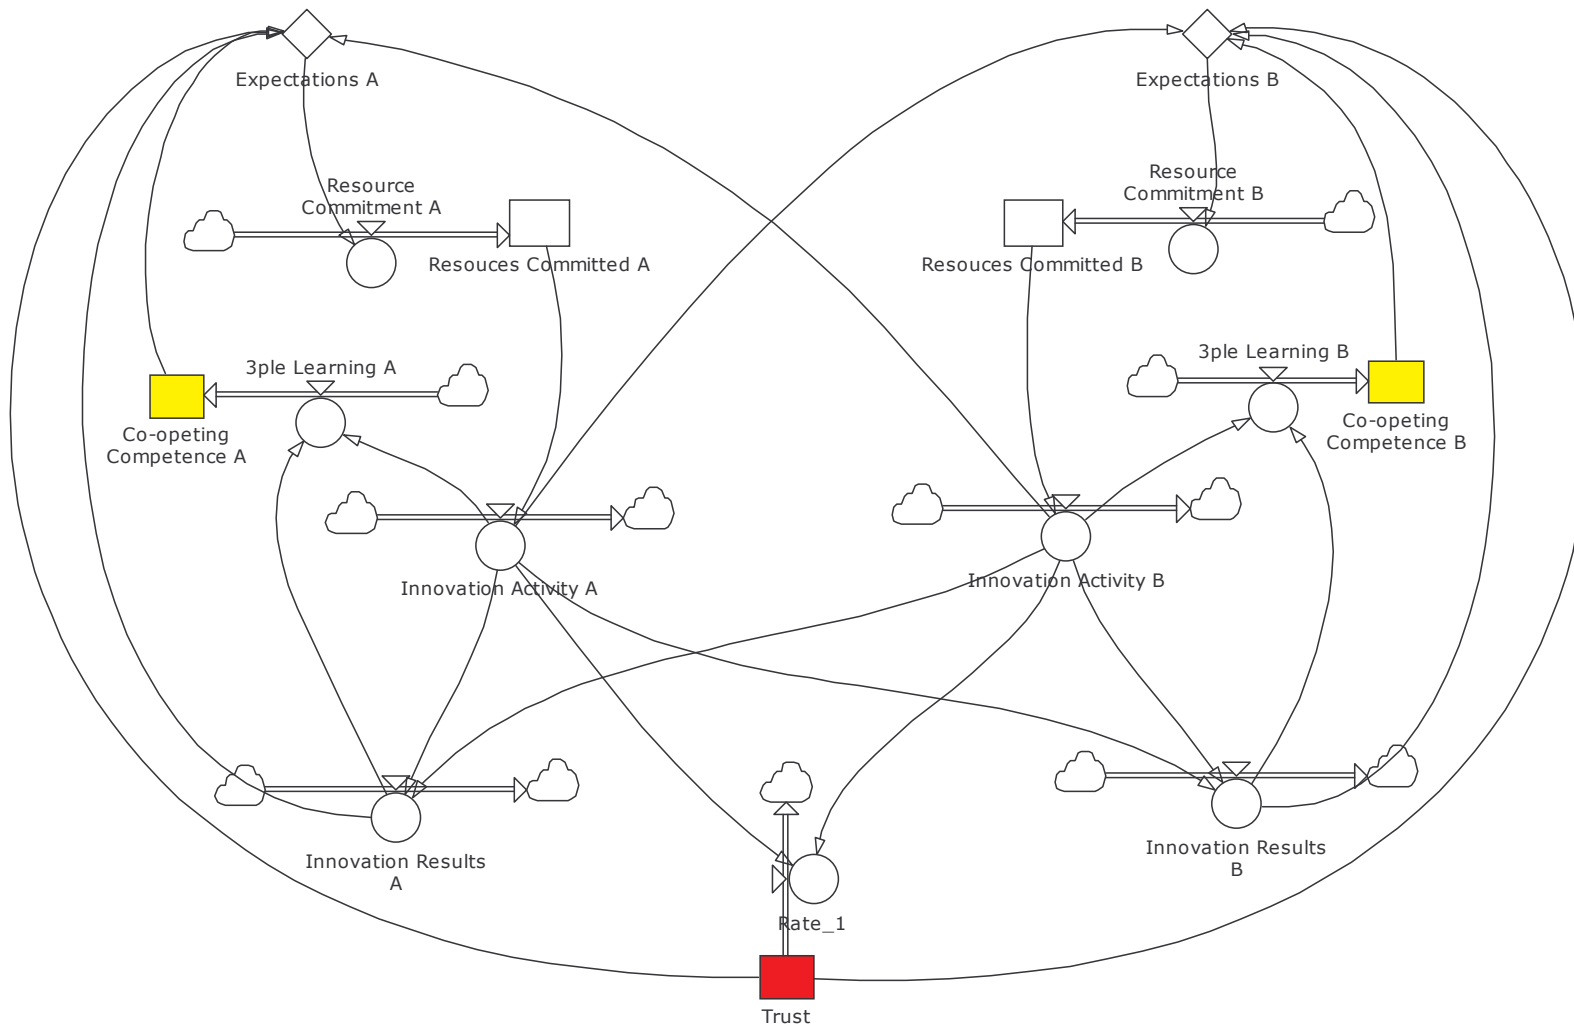 Expectations A
Expectations B
Resource
Commitment A
Resource
Commitment B
Resouces Committed A
Resouces Committed B
3ple Learning A
3ple Learning B
Co-opeting
Competence A
Co-opeting
Competence B
Innovation Activity A
Innovation Activity B
Innovation Results
A
Innovation Results
B
Rate_1
Trust